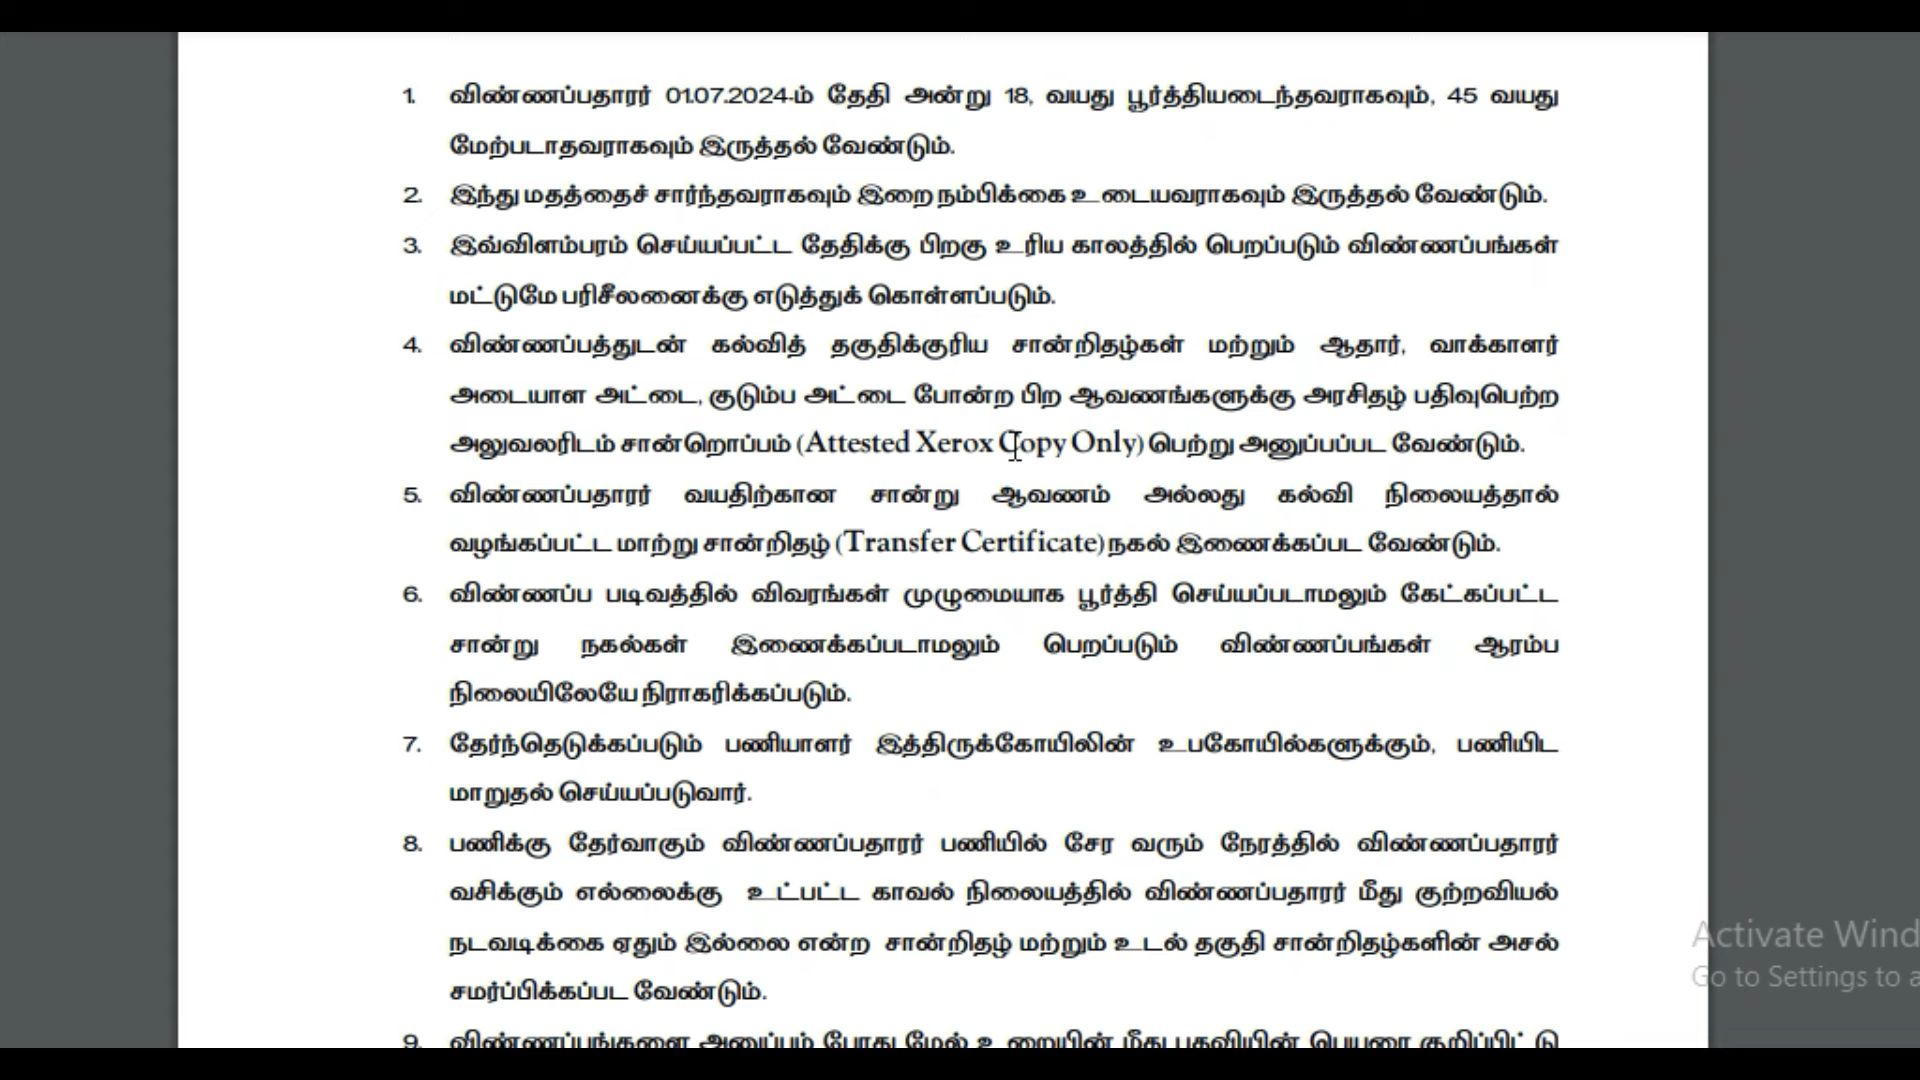 1. விண்ணப்பதாரர் 01.07.2024-ம் தேதி அன்று 18, வயது பூர்த்தியடைந்தவராகவும், 45 வயது
மேற்படாதவராகவும் இருத்தல் வேண்டும்.
2. இந்து மதத்தைச் சார்ந்தவராகவும் இறை நம்பிக்கை உடையவராகவும் இருத்தல் வேண்டும்.
3. இவ்விளம்பரம் செய்யப்பட்ட தேதிக்கு பிறகு உரிய காலத்தில் பெறப்படும் விண்ணப்பங்கள்
மட்டுமே பரிசீலனைக்கு எடுத்துக் கொள்ளப்படும்.
4. விண்ணப்பத்துடன் கல்வித் தகுதிக்குரிய சான்றிதழ்கள் மற்றும் ஆதார், வாக்காளர்
அடையாள அட்டை, குடும்ப அட்டை போன்ற பிற ஆவணங்களுக்கு அரசிதழ் பதிவுபெற்ற
அலுவலரிடம் சான்றொப்பம் (Attested Xerox Copy Only) பெற்று அனுப்பப்பட வேண்டும்.
5. விண்ணப்பதாரர் வயதிற்கான சான்று ஆவணம் அல்லது கல்வி நிலையத்தால்
வழங்கப்பட்ட மாற்று சான்றிதழ் (Transfer Certificate) நகல் இணைக்கப்பட வேண்டும்.
6. விண்ணப்ப படிவத்தில் விவரங்கள் முழுமையாக பூர்த்தி செய்யப்படாமலும் கேட்கப்பட்ட
சான்று நகல்கள் இணைக்கப்படாமலும் பெறப்படும் விண்ணப்பங்கள் ஆரம்ப
நிலையிலேயே நிராகரிக்கப்படும்.
7. தேர்ந்தெடுக்கப்படும் பணியாளர் இத்திருக்கோயிலின் உபகோயில்களுக்கும், பணியிட
மாறுதல் செய்யப்படுவார்.
8. பணிக்கு தேர்வாகும் விண்ணப்பதாரர் பணியில் சேர வரும் நேரத்தில் விண்ணப்பதாரர்
வசிக்கும் எல்லைக்கு உட்பட்ட காவல் நிலையத்தில் விண்ணப்பதாரர் மீது குற்றவியல்
நடவடிக்கை ஏதும் இல்லை என்ற சான்றிதழ் மற்றும் உடல் தகுதி சான்றிதழ்களின் அசல்
சமர்ப்பிக்கப்பட வேண்டும்.
9. விண்ணப்பங்களை அனுப்பும் போது மேல் உறையின் மீது பதவியின் பெயரை குறிப்பிட்டு
Activate Wind
Go to Settings to a